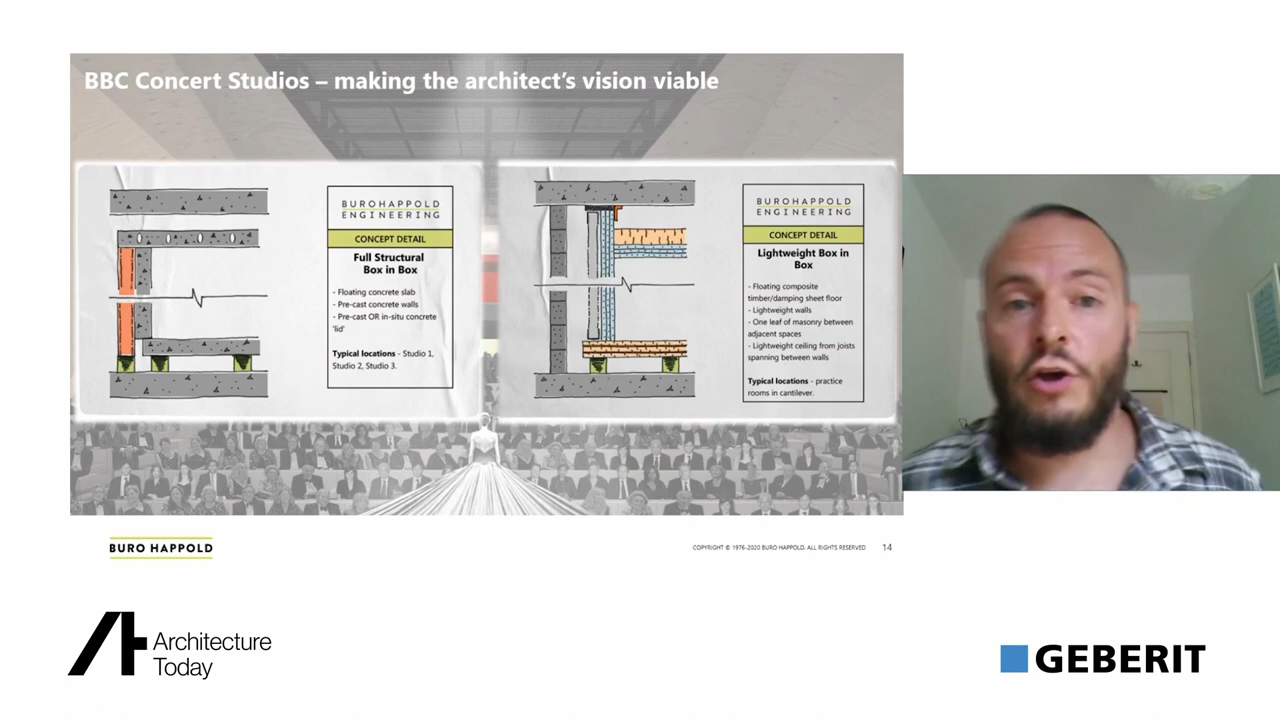 BBC Concert Studios – making the architect's vision viable
BUROHAPPOLD
ENGINEERING
CONCEPT DETAIL
Full Structural
Box in Box
- Floating concrete slab
- Pre-cast concrete walls
- Pre-cast OR in-situ concrete
'lid'
Typical locations - Studio 1,
Studio 2, Studio 3.
BUROHAPPOLD
ENGINEERING
CONCEPT DETAIL
Lightweight Box in
Box
- Floating composite
timber/damping sheet floor
- Lightweight walls
- One leaf of masonry between
adjacent spaces
- Lightweight ceiling from joists
spanning between walls
Typical locations - practice
rooms in cantilever.
BURO HAPPOLD
COPYRIGHT © 1976-2020 BURO HAPPOLD. ALL RIGHTS RESERVED
14
Architecture
Today
GEBERIT